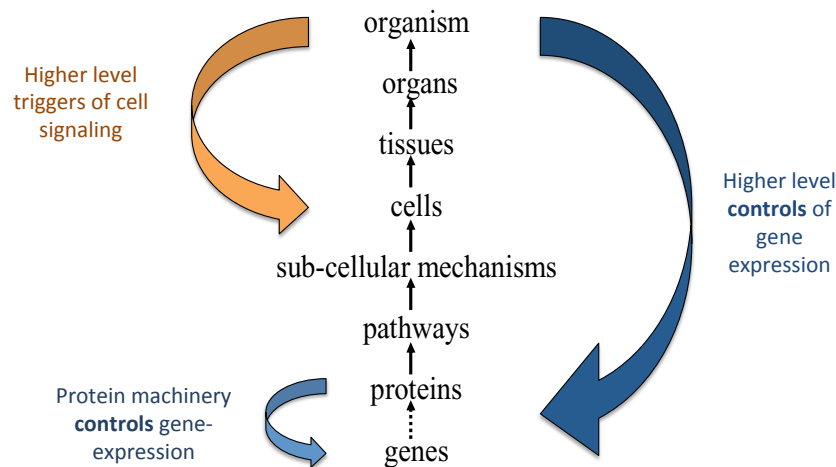 organism
Higher level
triggers of cell
signaling
organs
tissues
cells
Higher level
controls of
gene
expression
sub-cellular mechanisms
pathways
Protein machinery
controls gene-
expression
proteins
genes